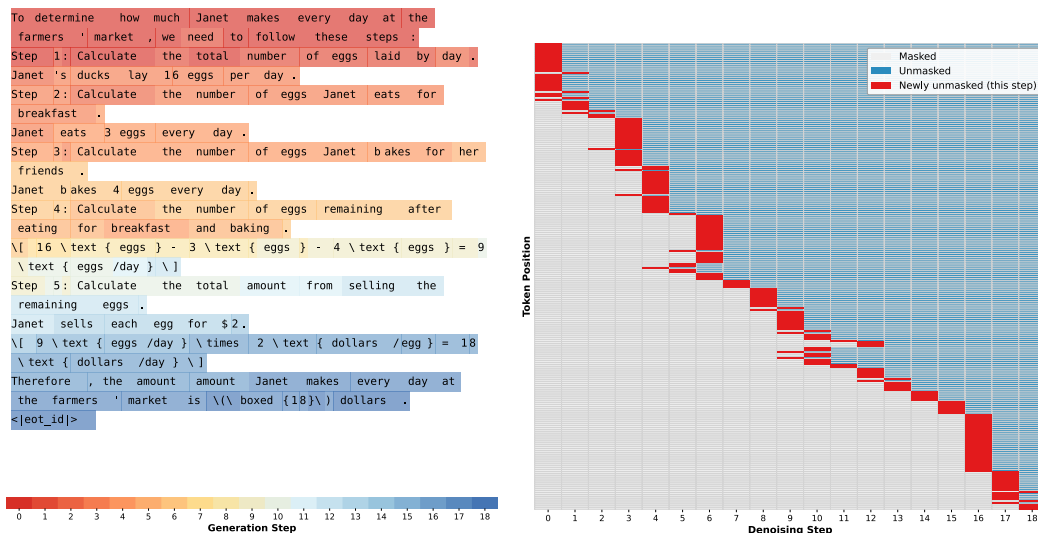 To determine how much Janet makes every day at the
farmers ' market , we need to follow these steps :
Step 1: Calculate the total number of eggs laid by day .
Janet 's ducks lay 16 eggs per day .
Step 2: Calculate the number of eggs Janet eats for
breakfast .
Janet eats 3 eggs every day .
Step 3: Calculate the number of eggs Janet bakes for her
friends .
Janet bakes 4 eggs every day .
Step 4: Calculate the number of eggs remaining after
eating for breakfast and baking .
\[ 16 \text { eggs } - 3 \text { eggs } - 4 \text { eggs } = 9
\text { eggs /day } \]
Step 5: Calculate the total amount from selling the
remaining eggs .
Janet sells each egg for $2.
\[ 9 \text { eggs /day } \times 2 \text { dollars /egg } = 18
\text { dollars /day } \]
Therefore , the amount amount Janet makes every day at
the farmers ' market is \(\ boxed {18}\) dollars .
<|eot_id|>
0 1 2 3 4 5 6 7 8 9 10 11 12 13 14 15 16 17 18
Generation Step
Masked
Unmasked
Newly unmasked (this step)
Token Position
0 1 2 3 4 5 6 7 8 9 10 11 12 13 14 15 16 17 18
Denoising Step